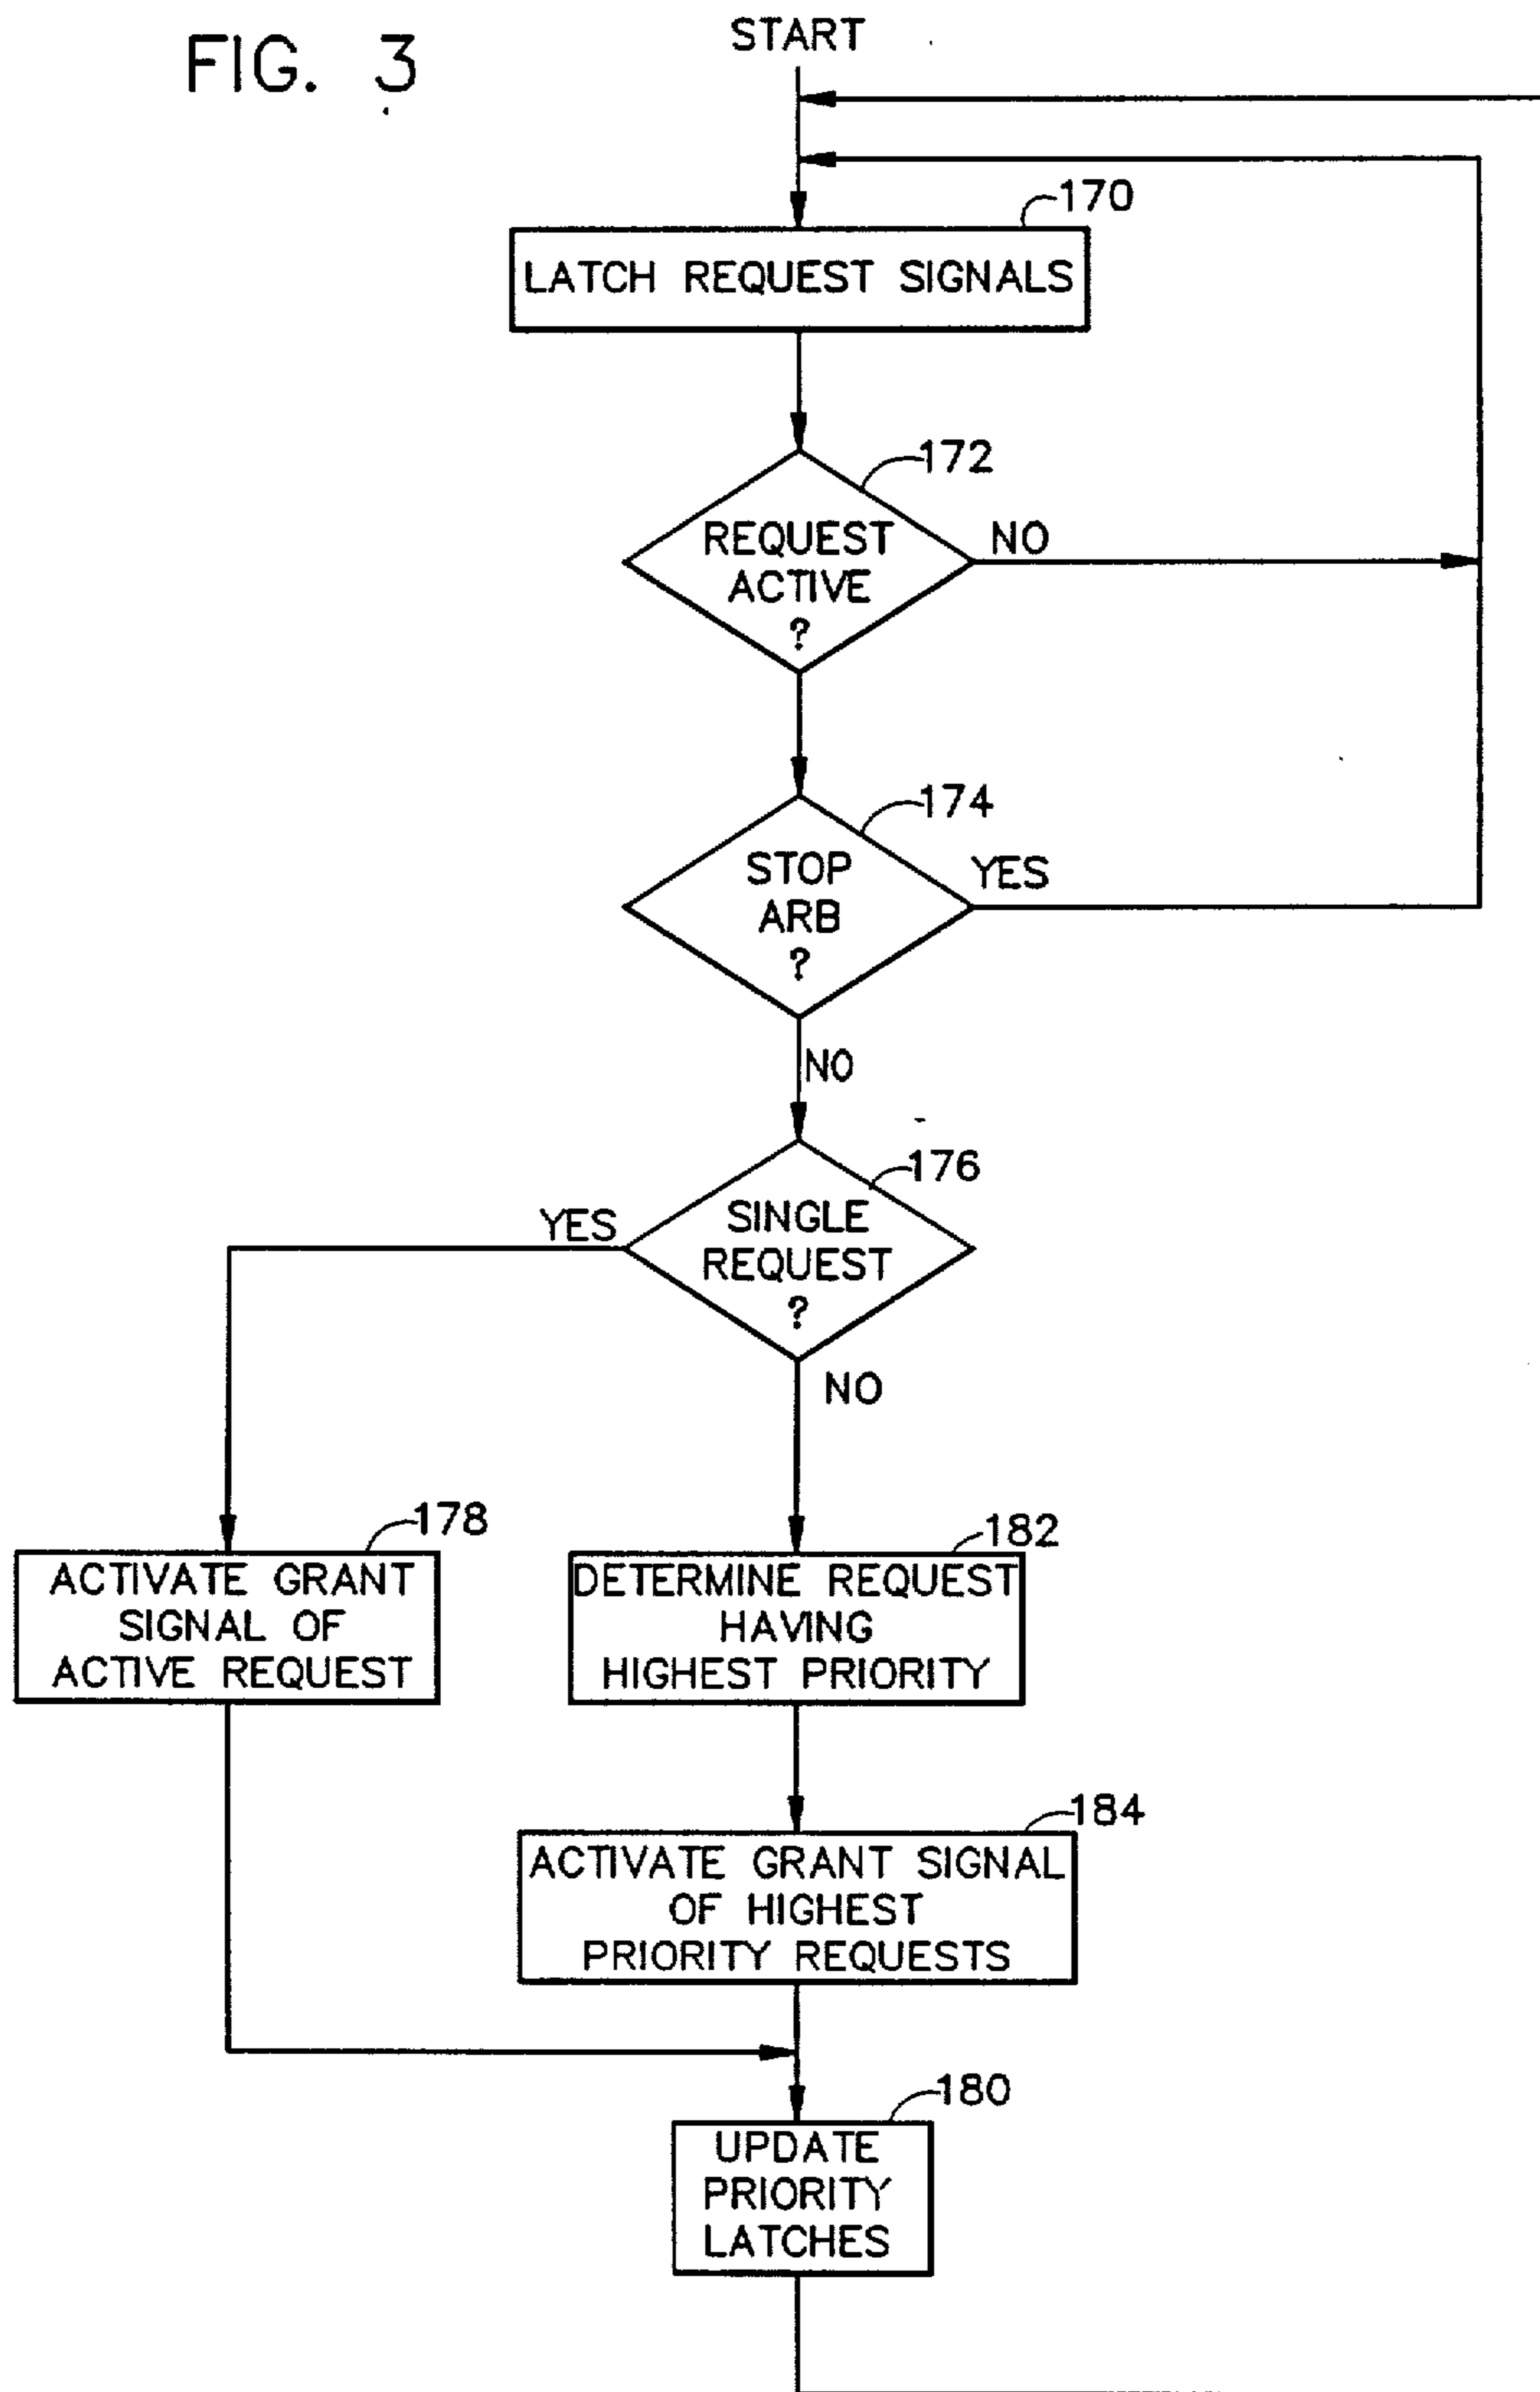 FIG. 3
START
170
LATCH REQUEST SIGNALS
172
REQUEST
ACTIVE
?
NO
174
STOP
ARB
?
YES
NO
176
SINGLE
REQUEST
?
YES
NO
178
ACTIVATE GRANT
SIGNAL OF
ACTIVE REQUEST
182
DETERMINE REQUEST
HAVING
HIGHEST PRIORITY
184
ACTIVATE GRANT SIGNAL
OF HIGHEST
PRIORITY REQUESTS
180
UPDATE
PRIORITY
LATCHES